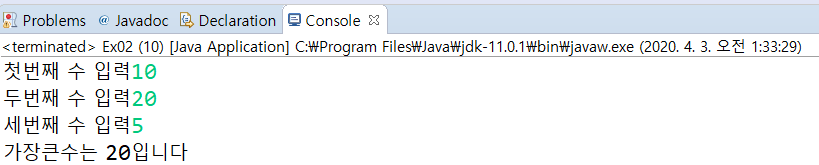 Problems @ Javadoc Declaration Console
<terminated> Ex02 (10) [Java Application] C:₩Program Files₩Java₩jdk-11.0.1₩bin₩javaw.exe (2020. 4. 3. 오전 1:33:29)
첫번째 수 입력10
두번째 수 입력20
세번째 수 입력5
가장큰수는 20입니다